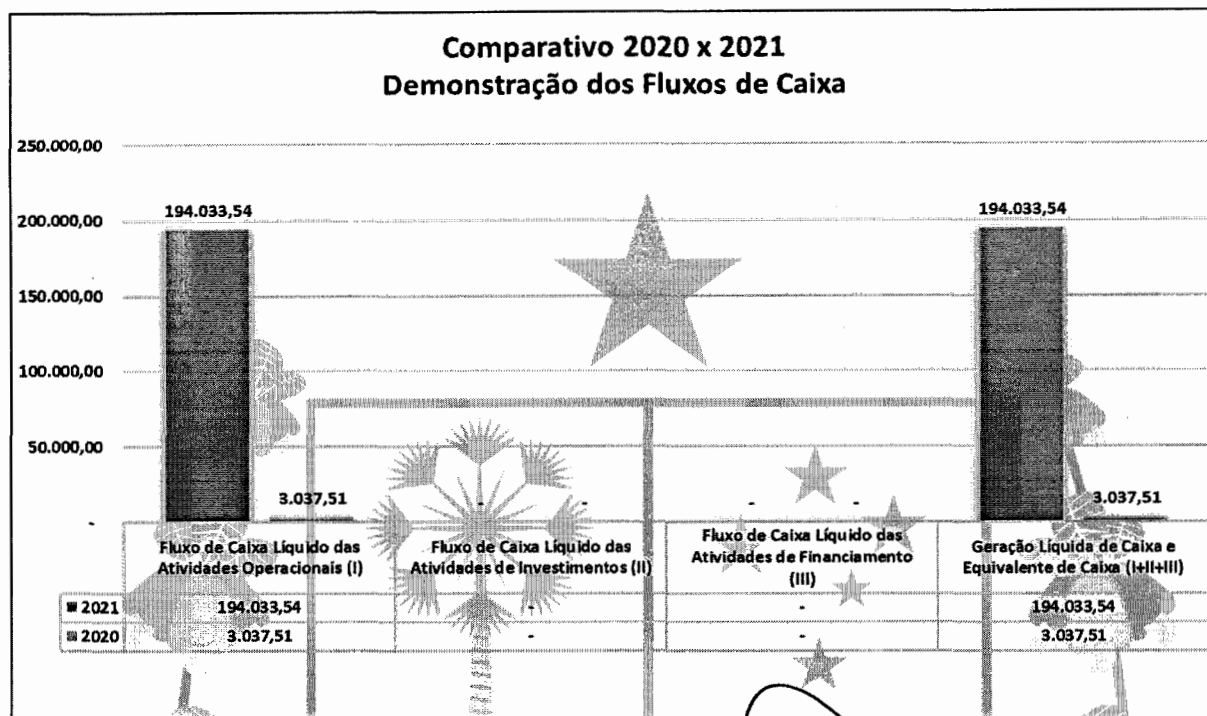 Comparativo 2020 x 2021
Demonstração dos Fluxos de Caixa
250.000,00
200.000,00
150.000,00
100.000,00
50.000,00
-
194.033,54
3.037,51
-
-
-
-
194.033,54
3.037,51
Fluxo de Caixa Líquido das
Atividades Operacionais (I)
Fluxo de Caixa Líquido das
Atividades de Investimentos (II)
Fluxo de Caixa Líquido das
Atividades de Financiamento
(III)
Geração Líquida de Caixa e
Equivalente de Caixa (I+II+III)
2021 194.033,54 - - 194.033,54
2020 3.037,51 - - 3.037,51